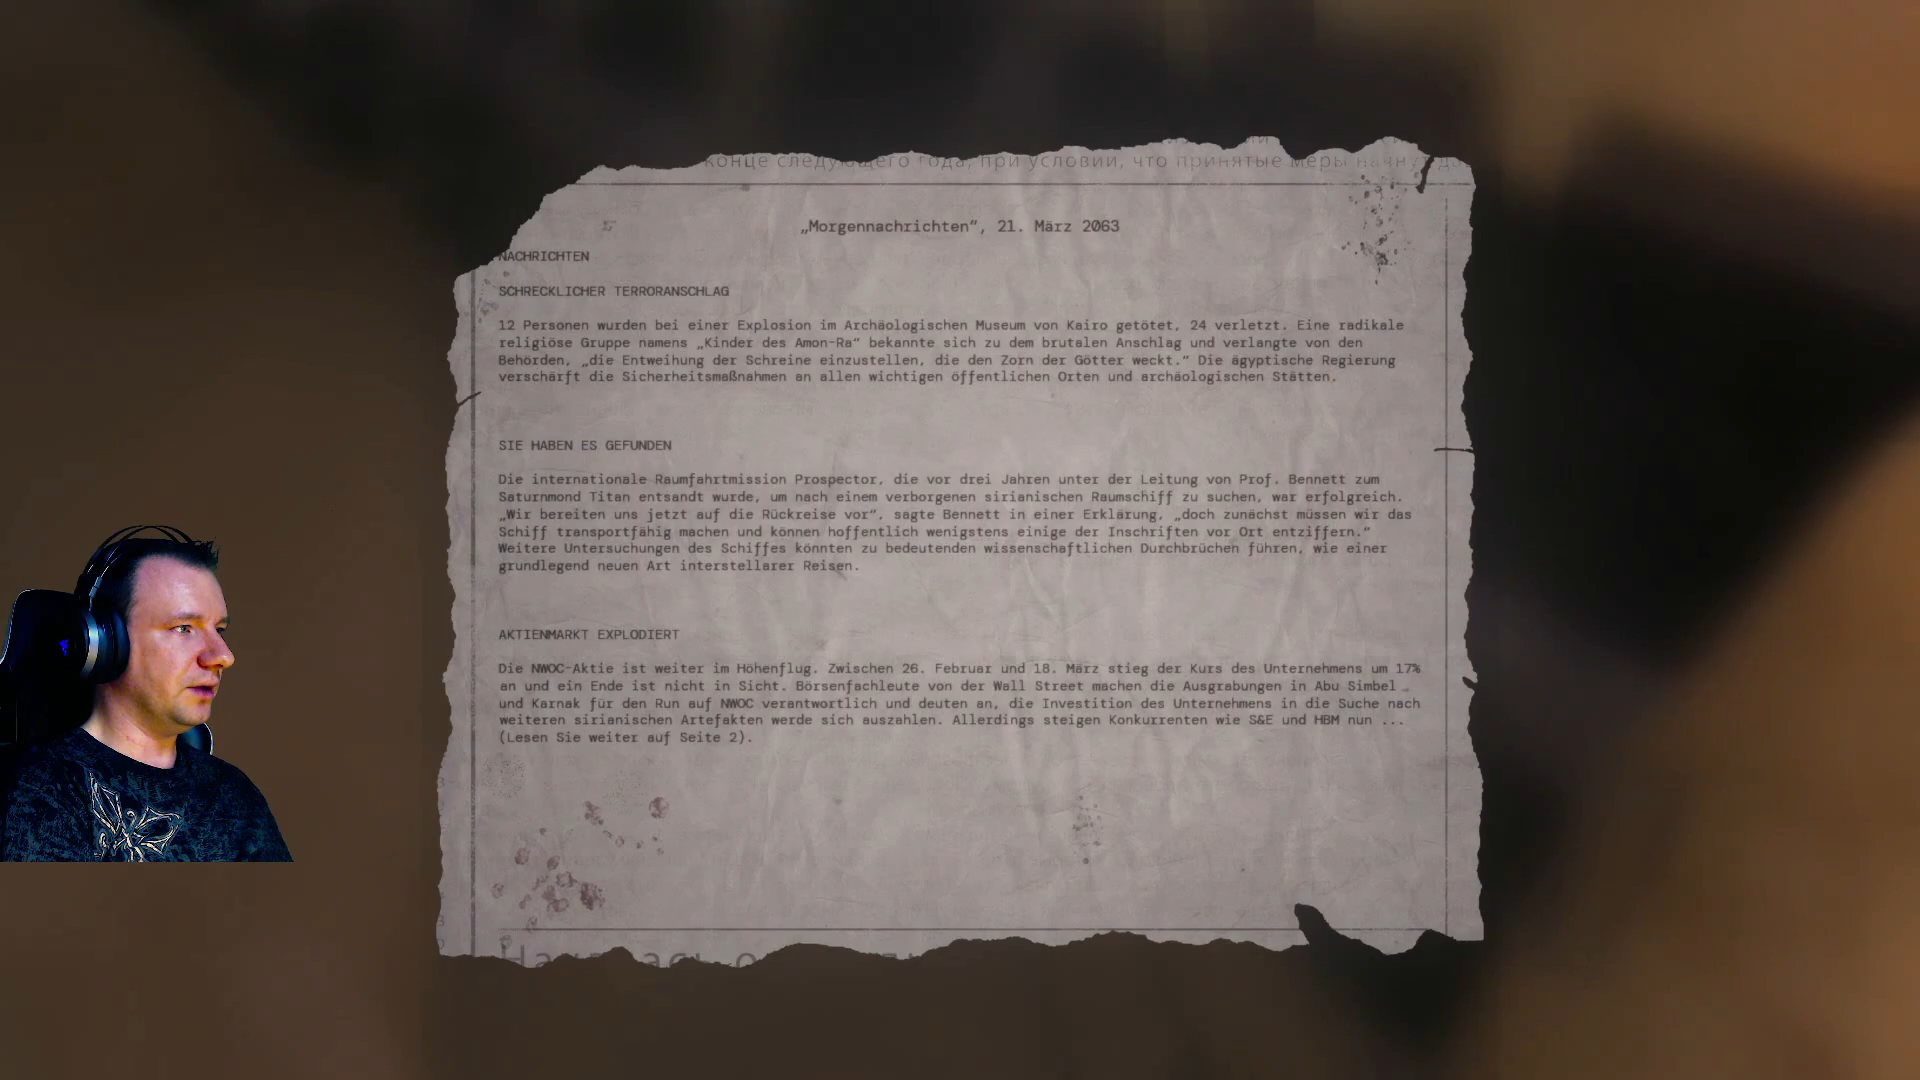 конце следующего года, при условии, что принятые меры начнут
„Morgennachrichten“, 21. März 2063
NACHRICHTEN
SCHRECKLICHER TERRORANSCHLAG
12 Personen wurden bei einer Explosion im Archäologischen Museum von Kairo getötet, 24 verletzt. Eine radikale
religiöse Gruppe namens „Kinder des Amon-Ra“ bekannte sich zu dem brutalen Anschlag und verlangte von den
Behörden, „die Entweihung der Schreine einzustellen, die den Zorn der Götter weckt.“ Die ägyptische Regierung
verschärft die Sicherheitsmaßnahmen an allen wichtigen öffentlichen Orten und archäologischen Stätten.
SIE HABEN ES GEFUNDEN
Die internationale Raumfahrtmission Prospector, die vor drei Jahren unter der Leitung von Prof. Bennett zum
Saturnmond Titan entsandt wurde, um nach einem verborgenen sirianischen Raumschiff zu suchen, war erfolgreich.
„Wir bereiten uns jetzt auf die Rückreise vor“, sagte Bennett in einer Erklärung, „doch zunächst müssen wir das
Schiff transportfähig machen und können hoffentlich wenigstens einige der Inschriften vor Ort entziffern.“
Weitere Untersuchungen des Schiffes könnten zu bedeutenden wissenschaftlichen Durchbrüchen führen, wie einer
grundlegend neuen Art interstellarer Reisen.
AKTIENMARKT EXPLODIERT
Die NWOC-Aktie ist weiter im Höhenflug. Zwischen 26. Februar und 18. März stieg der Kurs des Unternehmens um 17%
an und ein Ende ist nicht in Sicht. Börsenfachleute von der Wall Street machen die Ausgrabungen in Abu Simbel
und Karnak für den Run auf NWOC verantwortlich und deuten an, die Investition des Unternehmens in die Suche nach
weiteren sirianischen Artefakten werde sich auszahlen. Allerdings steigen Konkurrenten wie S&E und HBM nun ...
(Lesen Sie weiter auf Seite 2).